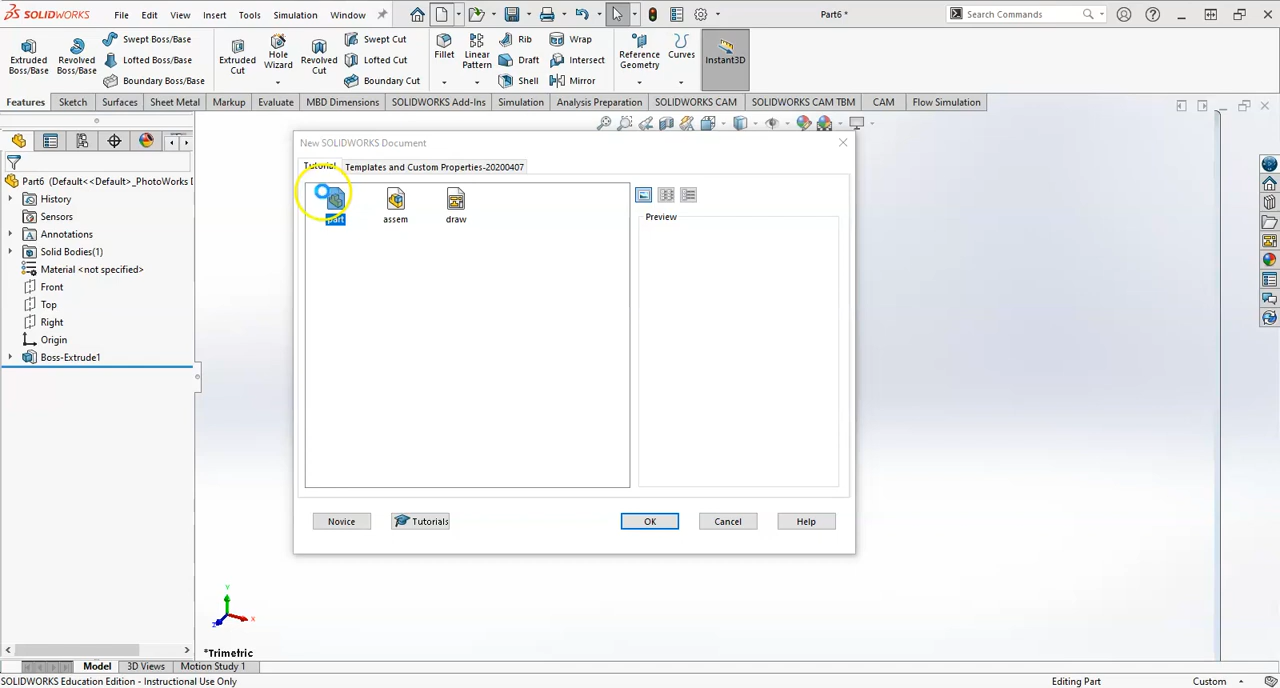 SOLIDWORKS File Edit View Insert Tools Simulation Window Part6 * Search Commands
Extruded Boss/Base
Revolved Boss/Base
Swept Boss/Base
Lofted Boss/Base
Boundary Boss/Base
Extruded Cut
Hole Wizard
Revolved Cut
Swept Cut
Lofted Cut
Boundary Cut
Fillet
Linear Pattern
Rib
Draft
Shell
Wrap
Intersect
Mirror
Reference Geometry
Curves
Instant3D
Features Sketch Surfaces Sheet Metal Markup Evaluate MBD Dimensions SOLIDWORKS Add-Ins Simulation Analysis Preparation SOLIDWORKS CAM SOLIDWORKS CAM TBM CAM Flow Simulation
Part6 (Default<<Default>_PhotoWorks D
History
Sensors
Annotations
Solid Bodies(1)
Material <not specified>
Front
Top
Right
Origin
Boss-Extrude1
New SOLIDWORKS Document
Tutorial Templates and Custom Properties-20200407
part assem draw
Preview
Novice Tutorials OK Cancel Help
Y
X
Z
*Trimetric
Model 3D Views Motion Study 1
SOLIDWORKS Education Edition - Instructional Use Only Editing Part Custom